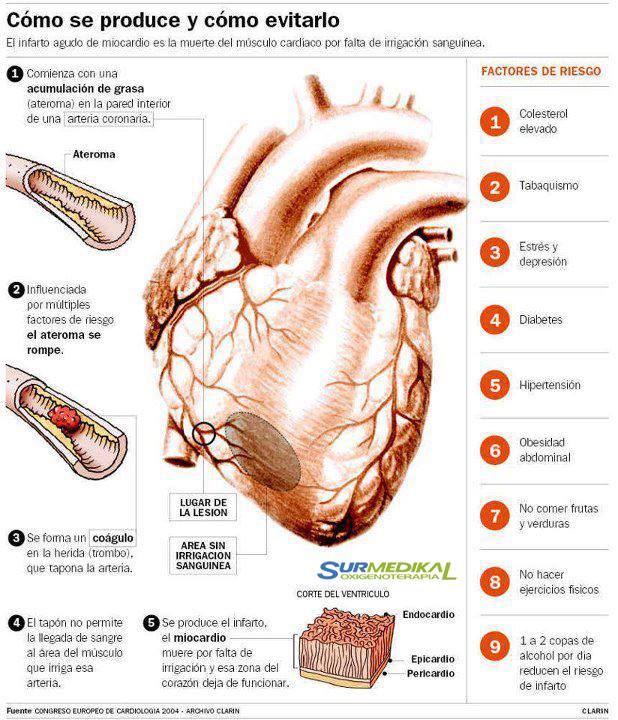 Cómo se produce y cómo evitarlo
El infarto agudo de miocardio es la muerte del músculo cardíaco por falta de irrigación sanguínea.
1 Comienza con una
acumulación de grasa
(ateroma) en la pared interior
de una arteria coronaria.
Ateroma
2 Influenciada
por múltiples
factores de riesgo
el ateroma se
rompe.
3 Se forma un coágulo
en la herida (trombo),
que tapona la arteria.
LUGAR DE
LA LESION
AREA SIN
IRRIGACION
SANGUINEA
SURMEDIKAL
OXIGENOTERAPIA
4 El tapón no permite
la llegada de sangre
al área del músculo
que irriga esa
arteria.
5 Se produce el infarto,
el miocardio
muere por falta de
irrigación y esa zona del
corazón deja de funcionar.
CORTE DEL VENTRICULO
Endocardio
Epicardio
Pericardio
FACTORES DE RIESGO
1 Colesterol
elevado
2 Tabaquismo
3 Estrés y
depresión
4 Diabetes
5 Hipertensión
6 Obesidad
abdominal
7 No comer frutas
y verduras
8 No hacer
ejercicios físicos
9 1 a 2 copas de
alcohol por día
reducen el riesgo
de infarto
Fuente CONGRESO EUROPEO DE CARDIOLOGIA 2004 - ARCHIVO CLARIN
CLARIN